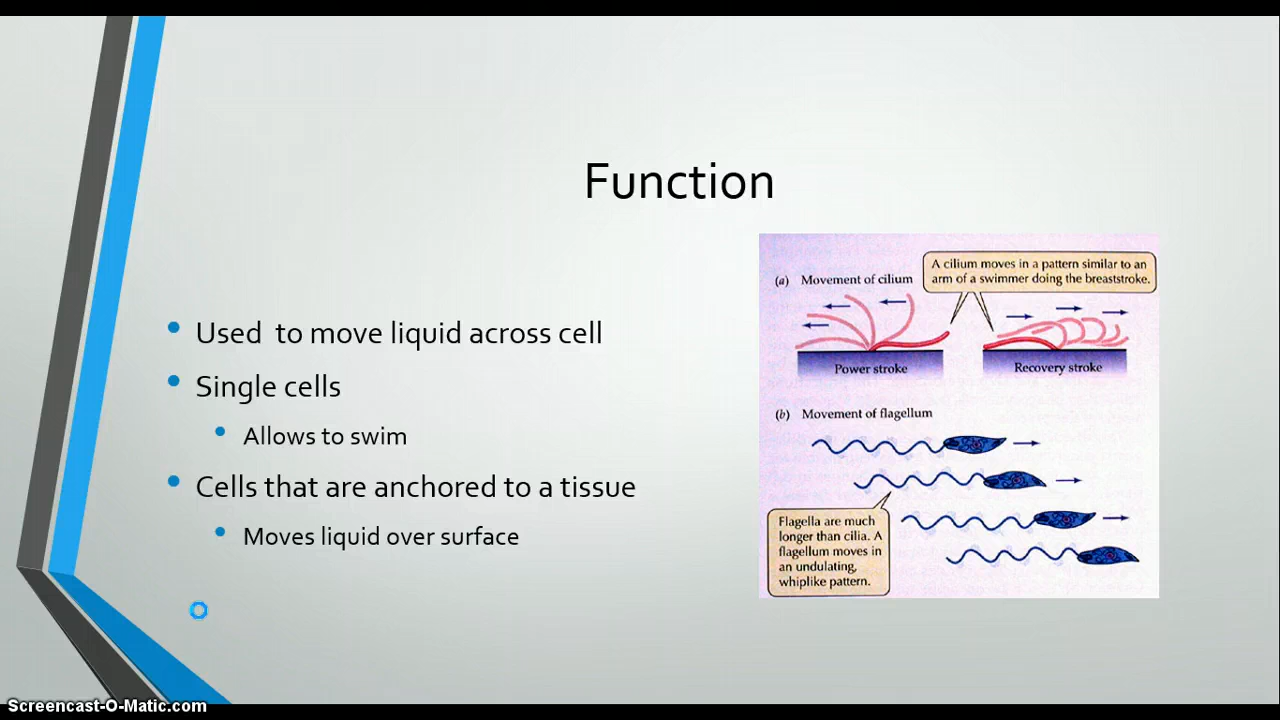 Function
Used to move liquid across cell
Single cells
Allows to swim
Cells that are anchored to a tissue
Moves liquid over surface
(a) Movement of cilium
A cilium moves in a pattern similar to an
arm of a swimmer doing the breaststroke.
Power stroke
Recovery stroke
(b) Movement of flagellum
Flagella are much
longer than cilia. A
flagellum moves in
an undulating,
whiplike pattern.
Screencast-O-Matic.com